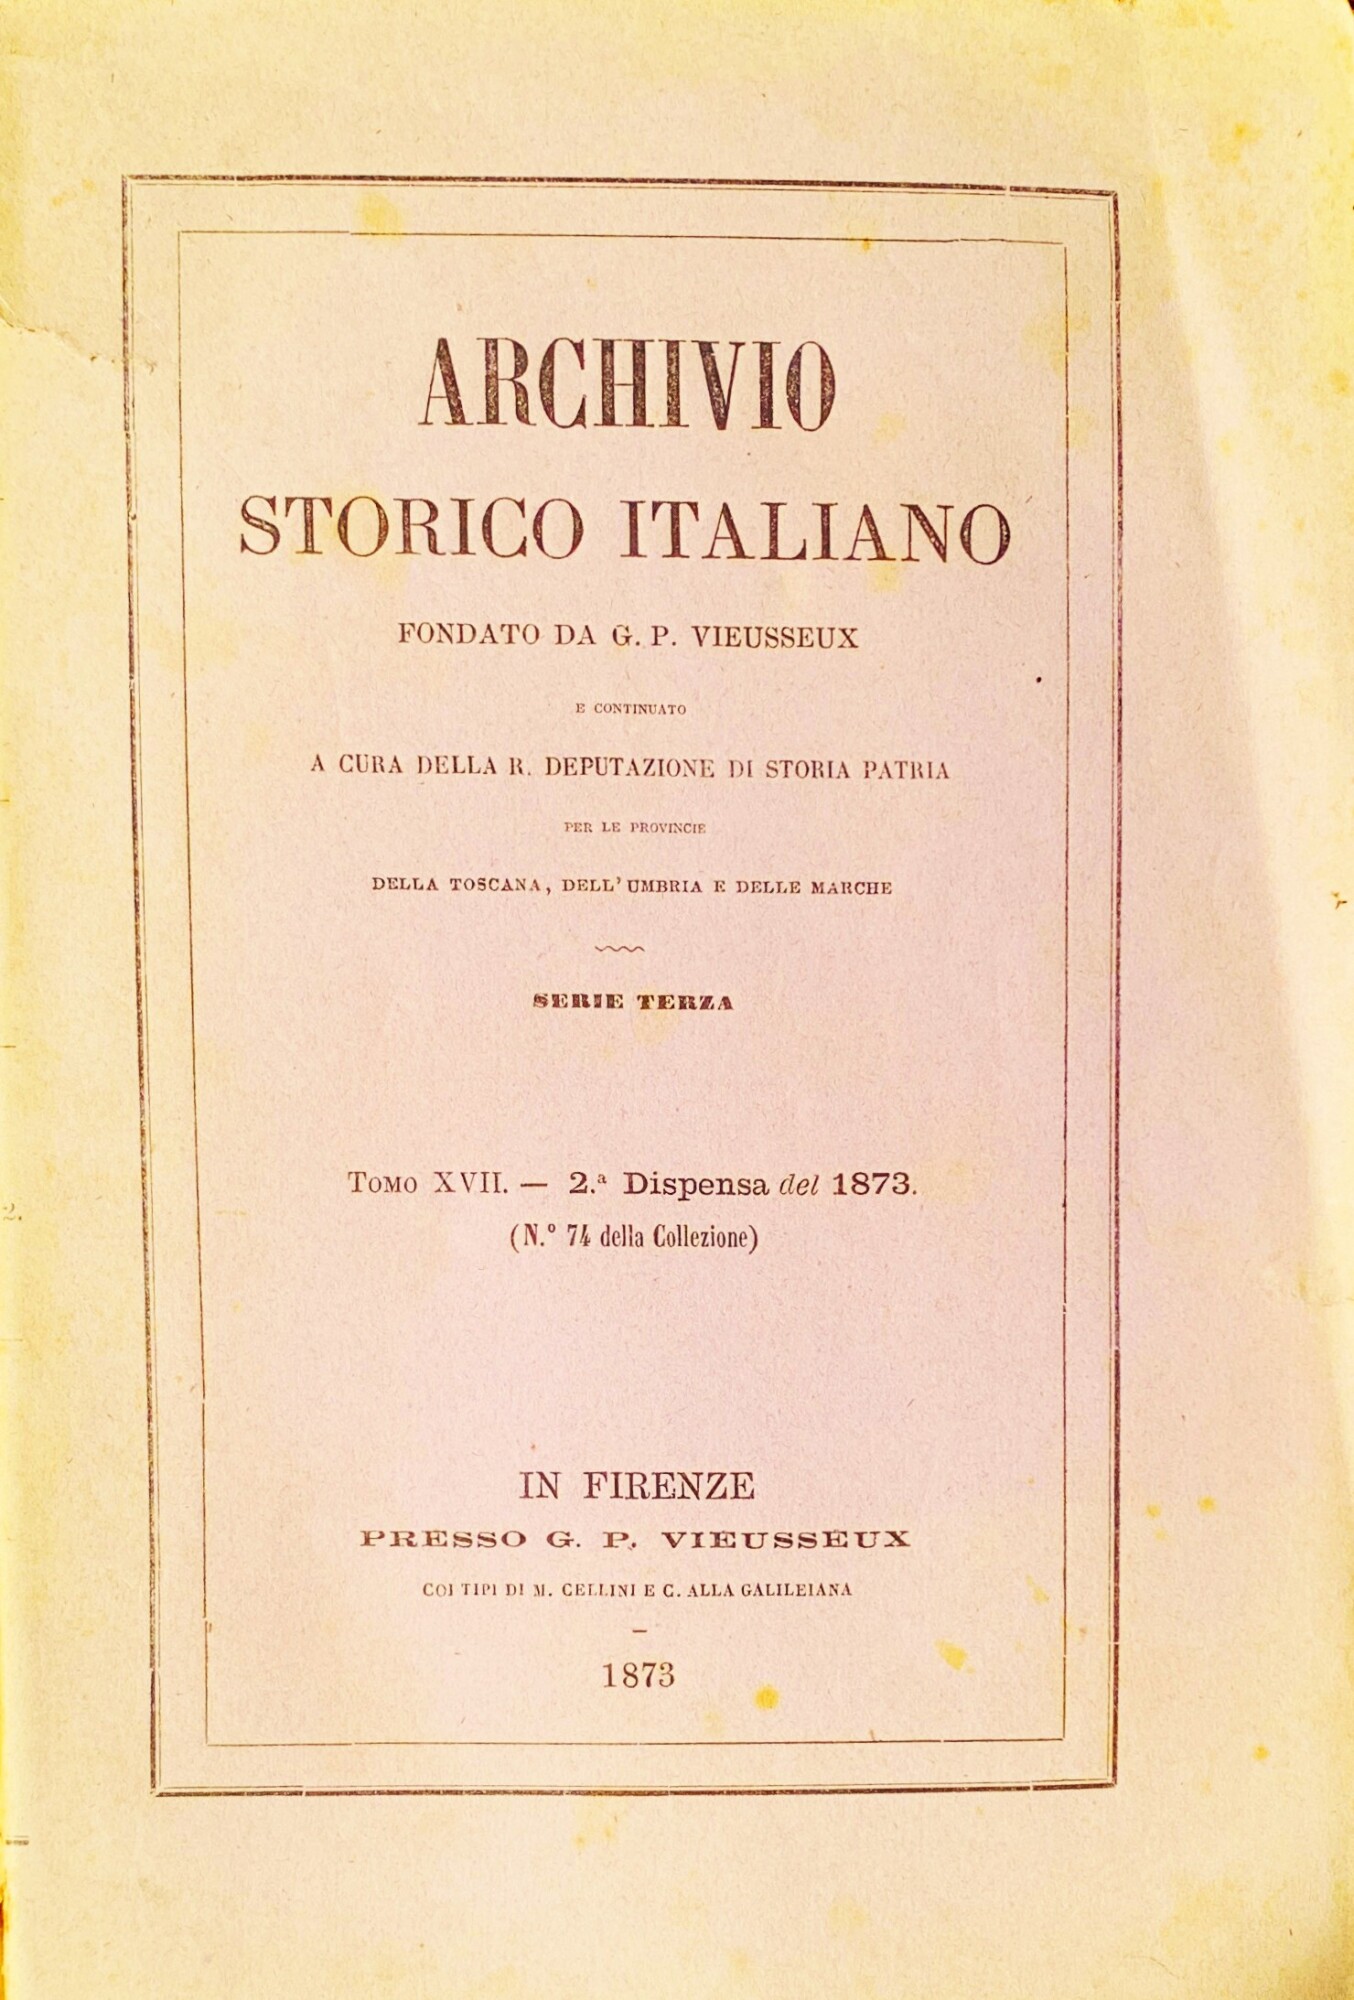 ARCHIVIO
STORICO ITALIANO
FONDATO DA G. P. VIEUSSEUX
E CONTINUATO
A CURA DELLA R. DEPUTAZIONE DI STORIA PATRIA
PER LE PROVINCIE
DELLA TOSCANA, DELL'UMBRIA E DELLE MARCHE
SERIE TERZA
TOMO XVII. — 2.ª Dispensa del 1873.
(N.º 74 della Collezione)
IN FIRENZE
PRESSO G. P. VIEUSSEUX
COI TIPI DI M. CELLINI E C. ALLA GALILEIANA
1873
2.